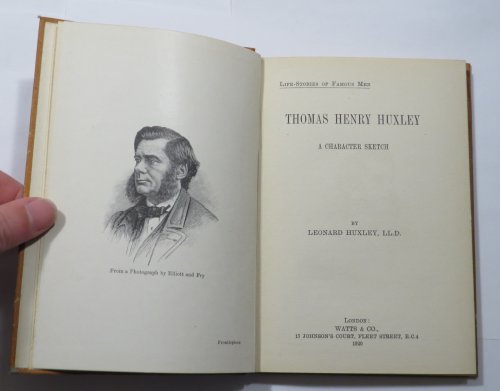 From a Photograph by Elliott and Fry
Frontispiece
Life-Stories of Famous Men
THOMAS HENRY HUXLEY
A CHARACTER SKETCH
BY
LEONARD HUXLEY, LL.D.
London:
WATTS & CO.,
17 JOHNSON'S COURT, FLEET STREET, E.C.4
1920